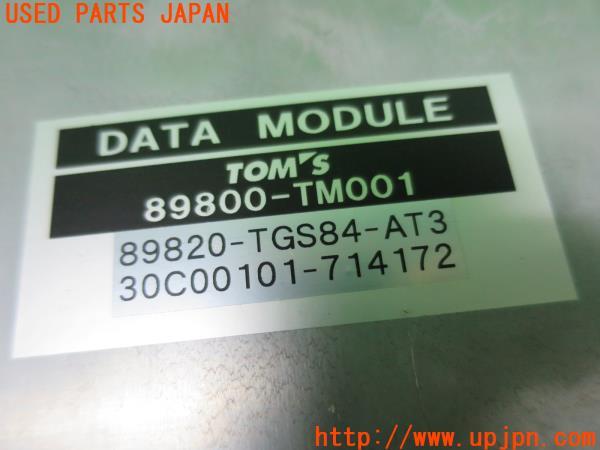 USED PARTS JAPAN
DATA MODULE
TOM'S
89800-TM001
89820-TGS84-AT3
30C00101-714172
http://www.upjpn.com